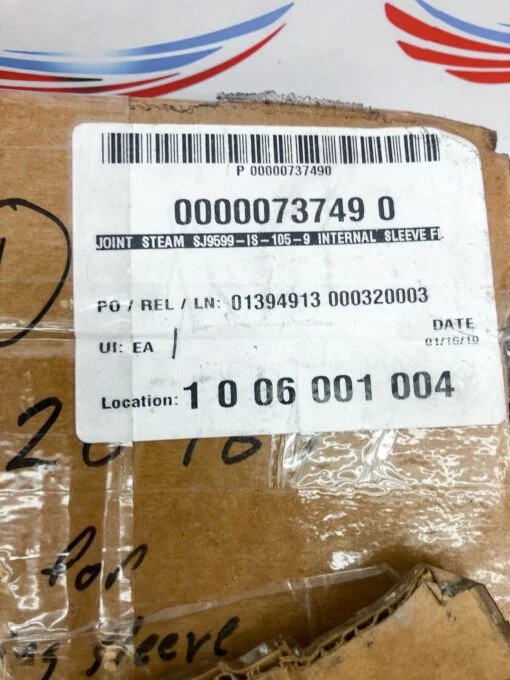 P 00000737490
0000073749 0
JOINT STEAM SJ9599-IS-105-9 INTERNAL SLEEVE FL
PO / REL / LN: 01394913 000320003
DATE
01/16/19
UI: EA /
Location: 1 0 06 001 004
for
sleeve